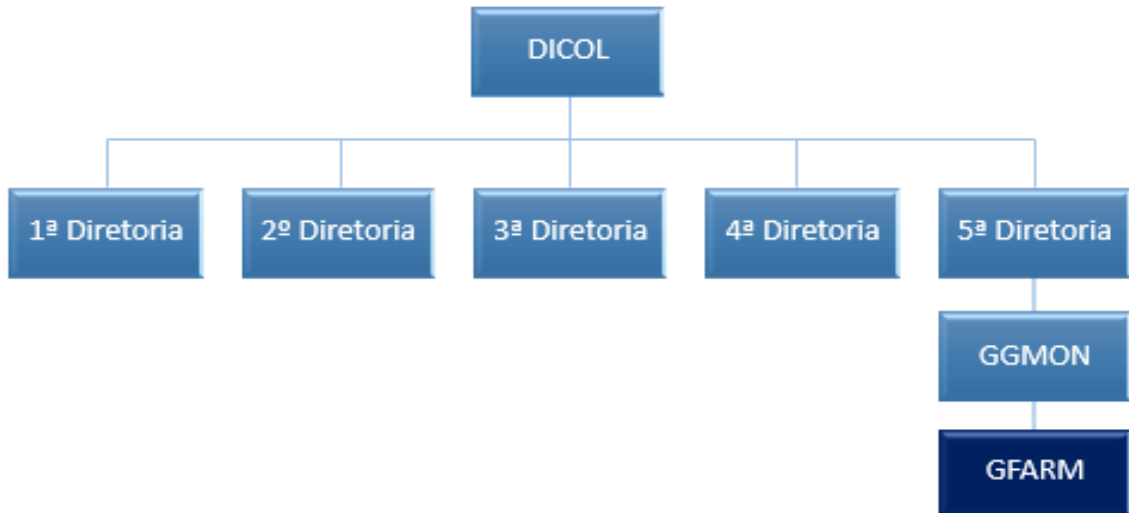 DICOL
1ª Diretoria
2º Diretoria
3ª Diretoria
4ª Diretoria
5ª Diretoria
GGMON
GFARM